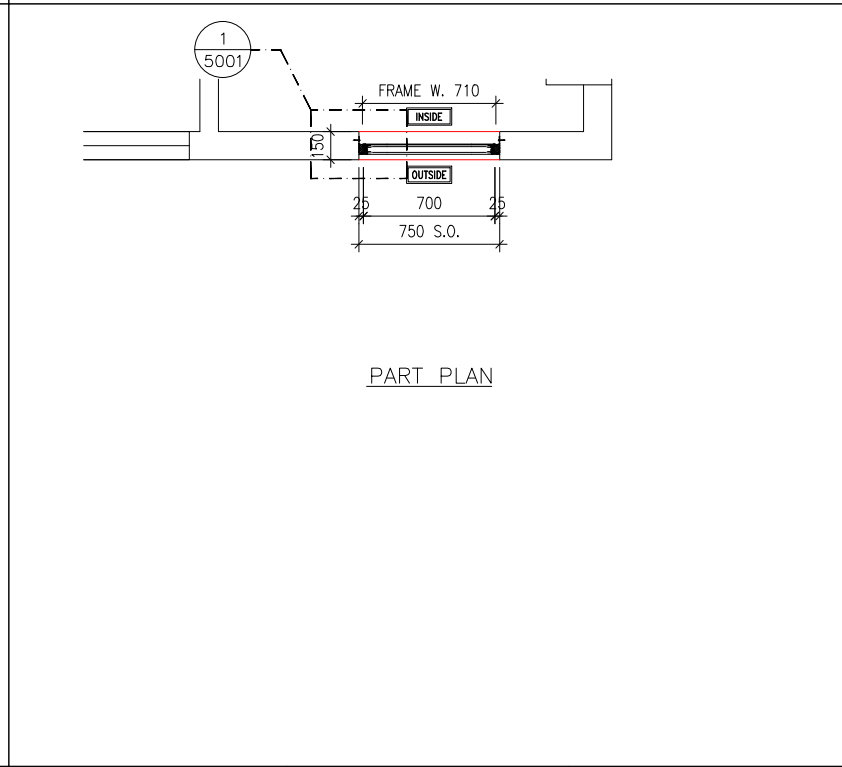 1
5001
FRAME W. 710
INSIDE
150
OUTSIDE
25 700 25
750 S.O.
PART PLAN